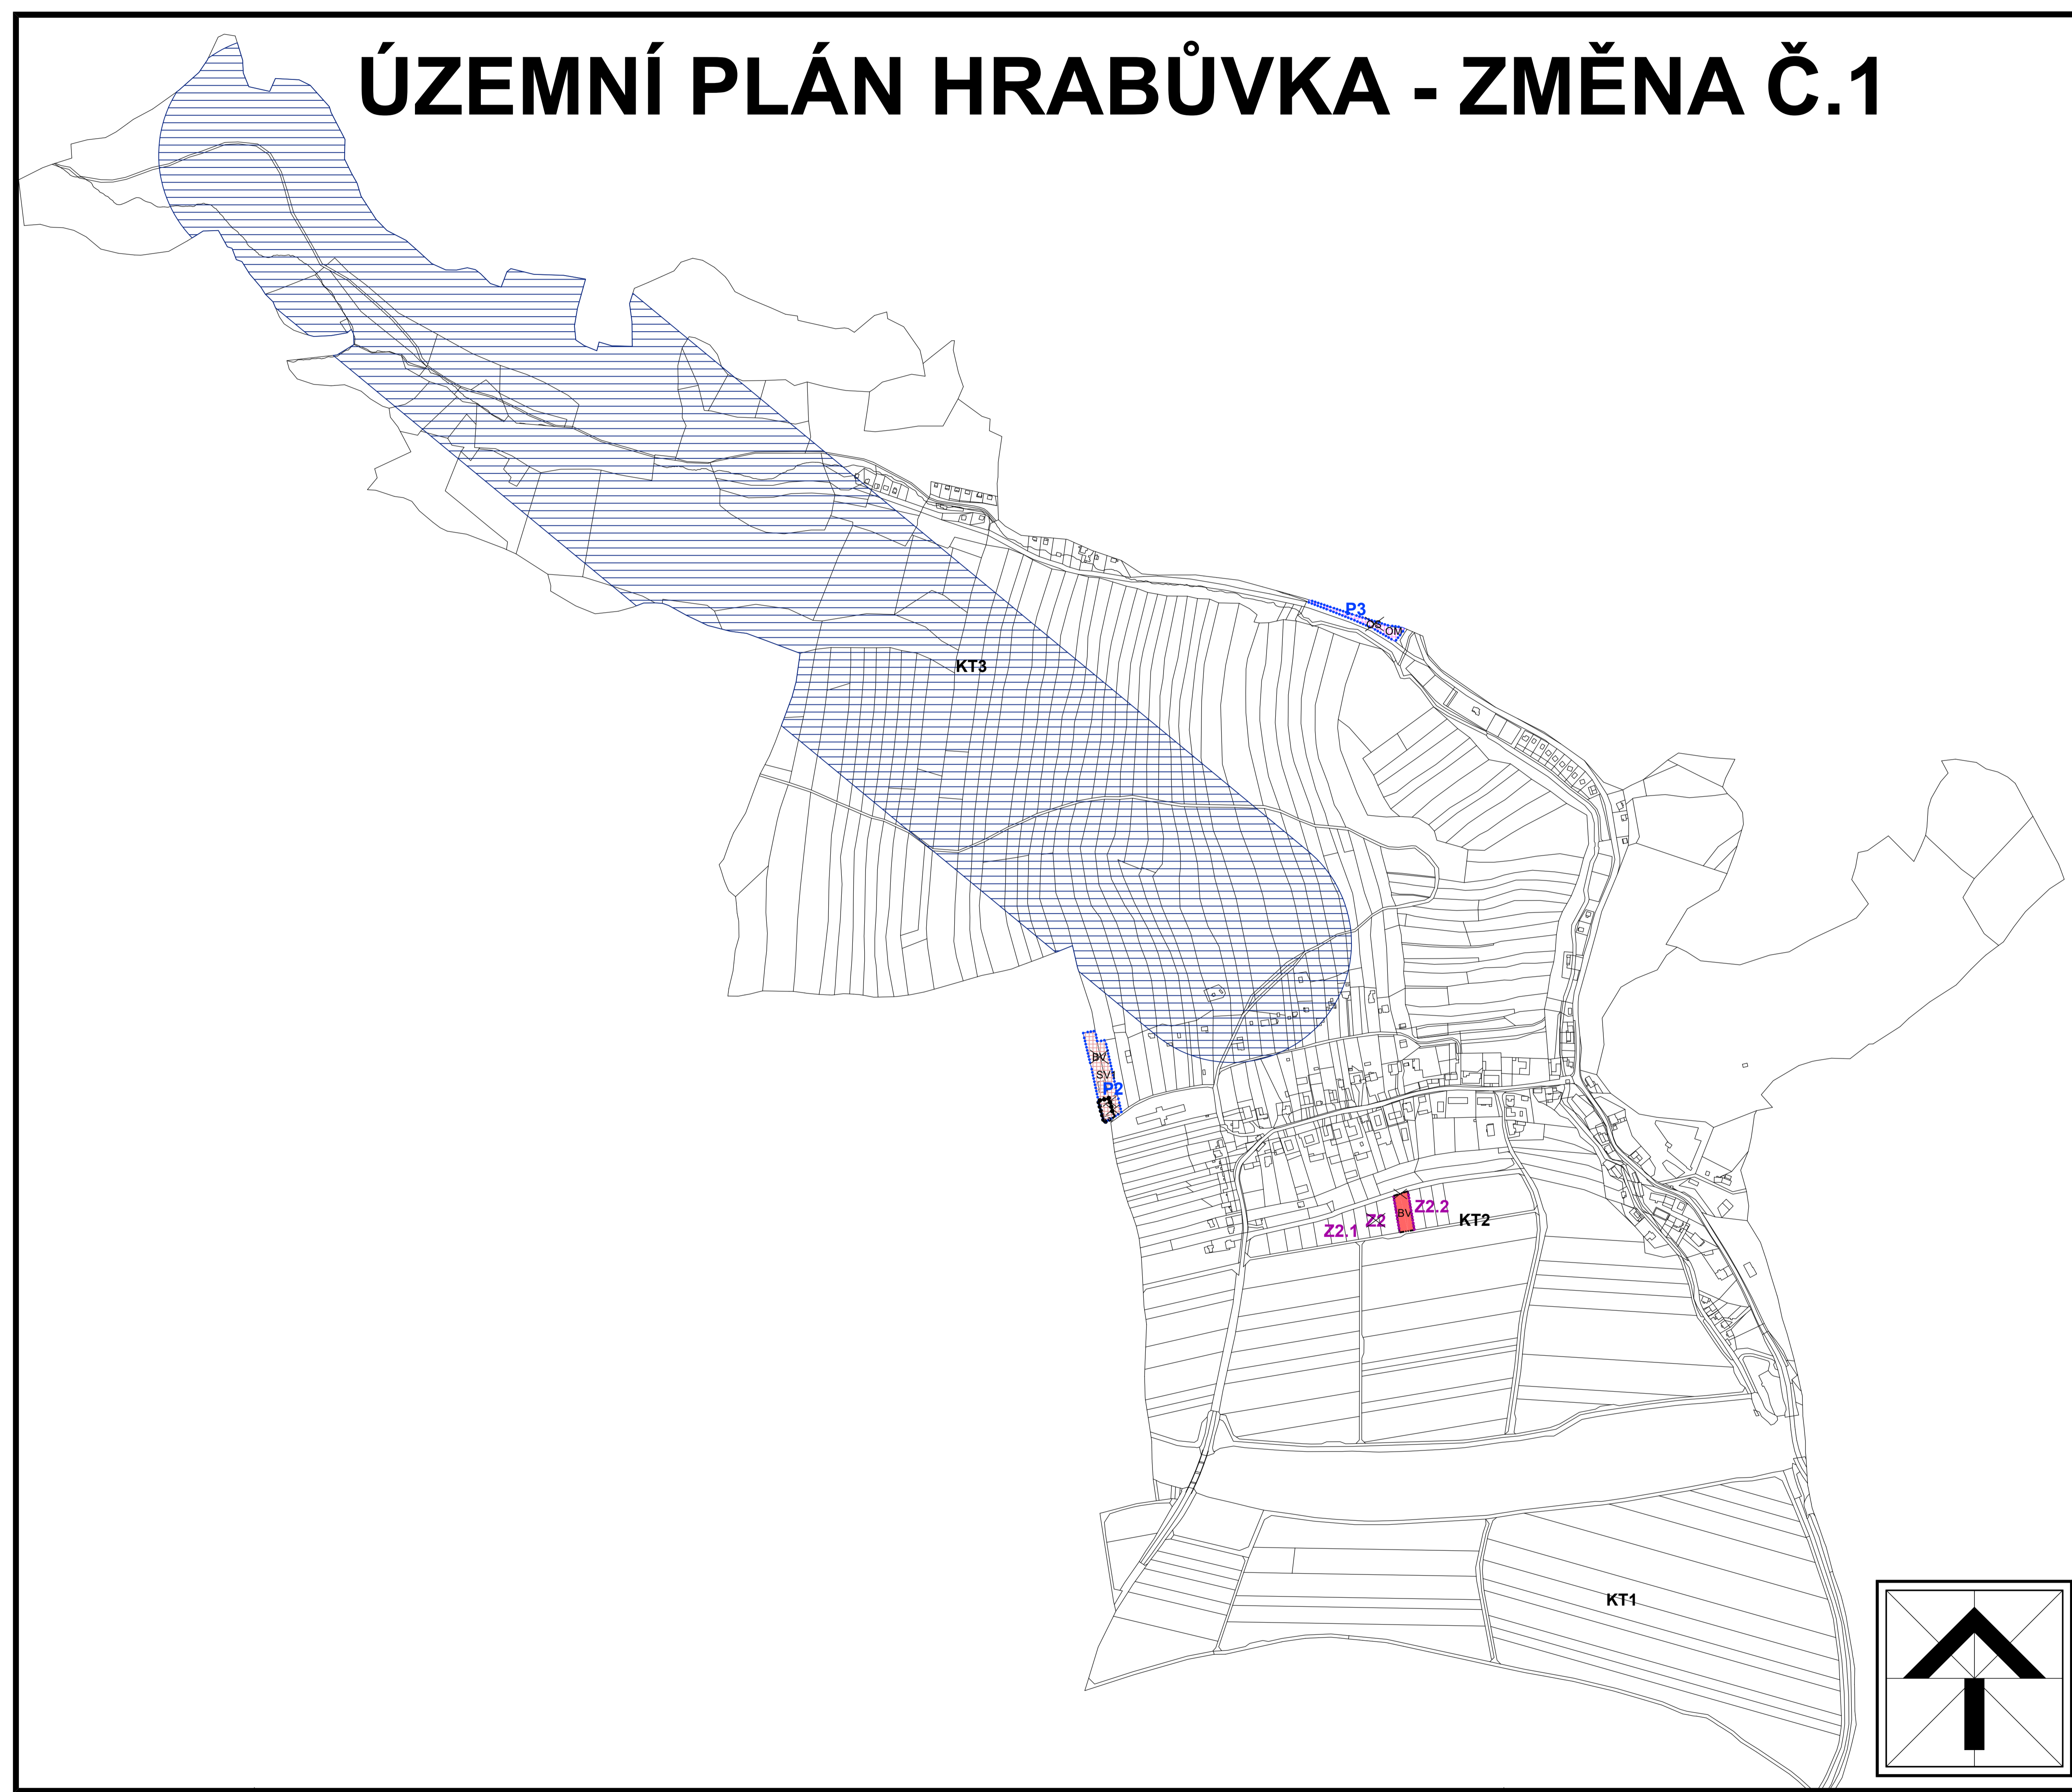 ÚZEMNÍ PLÁN HRABŮVKA - ZMĚNA Č.1
P3
OS
OM
KT3
BV
SV1
P2
Z2.2
BV
Z2
KT2
Z2.1
KT1